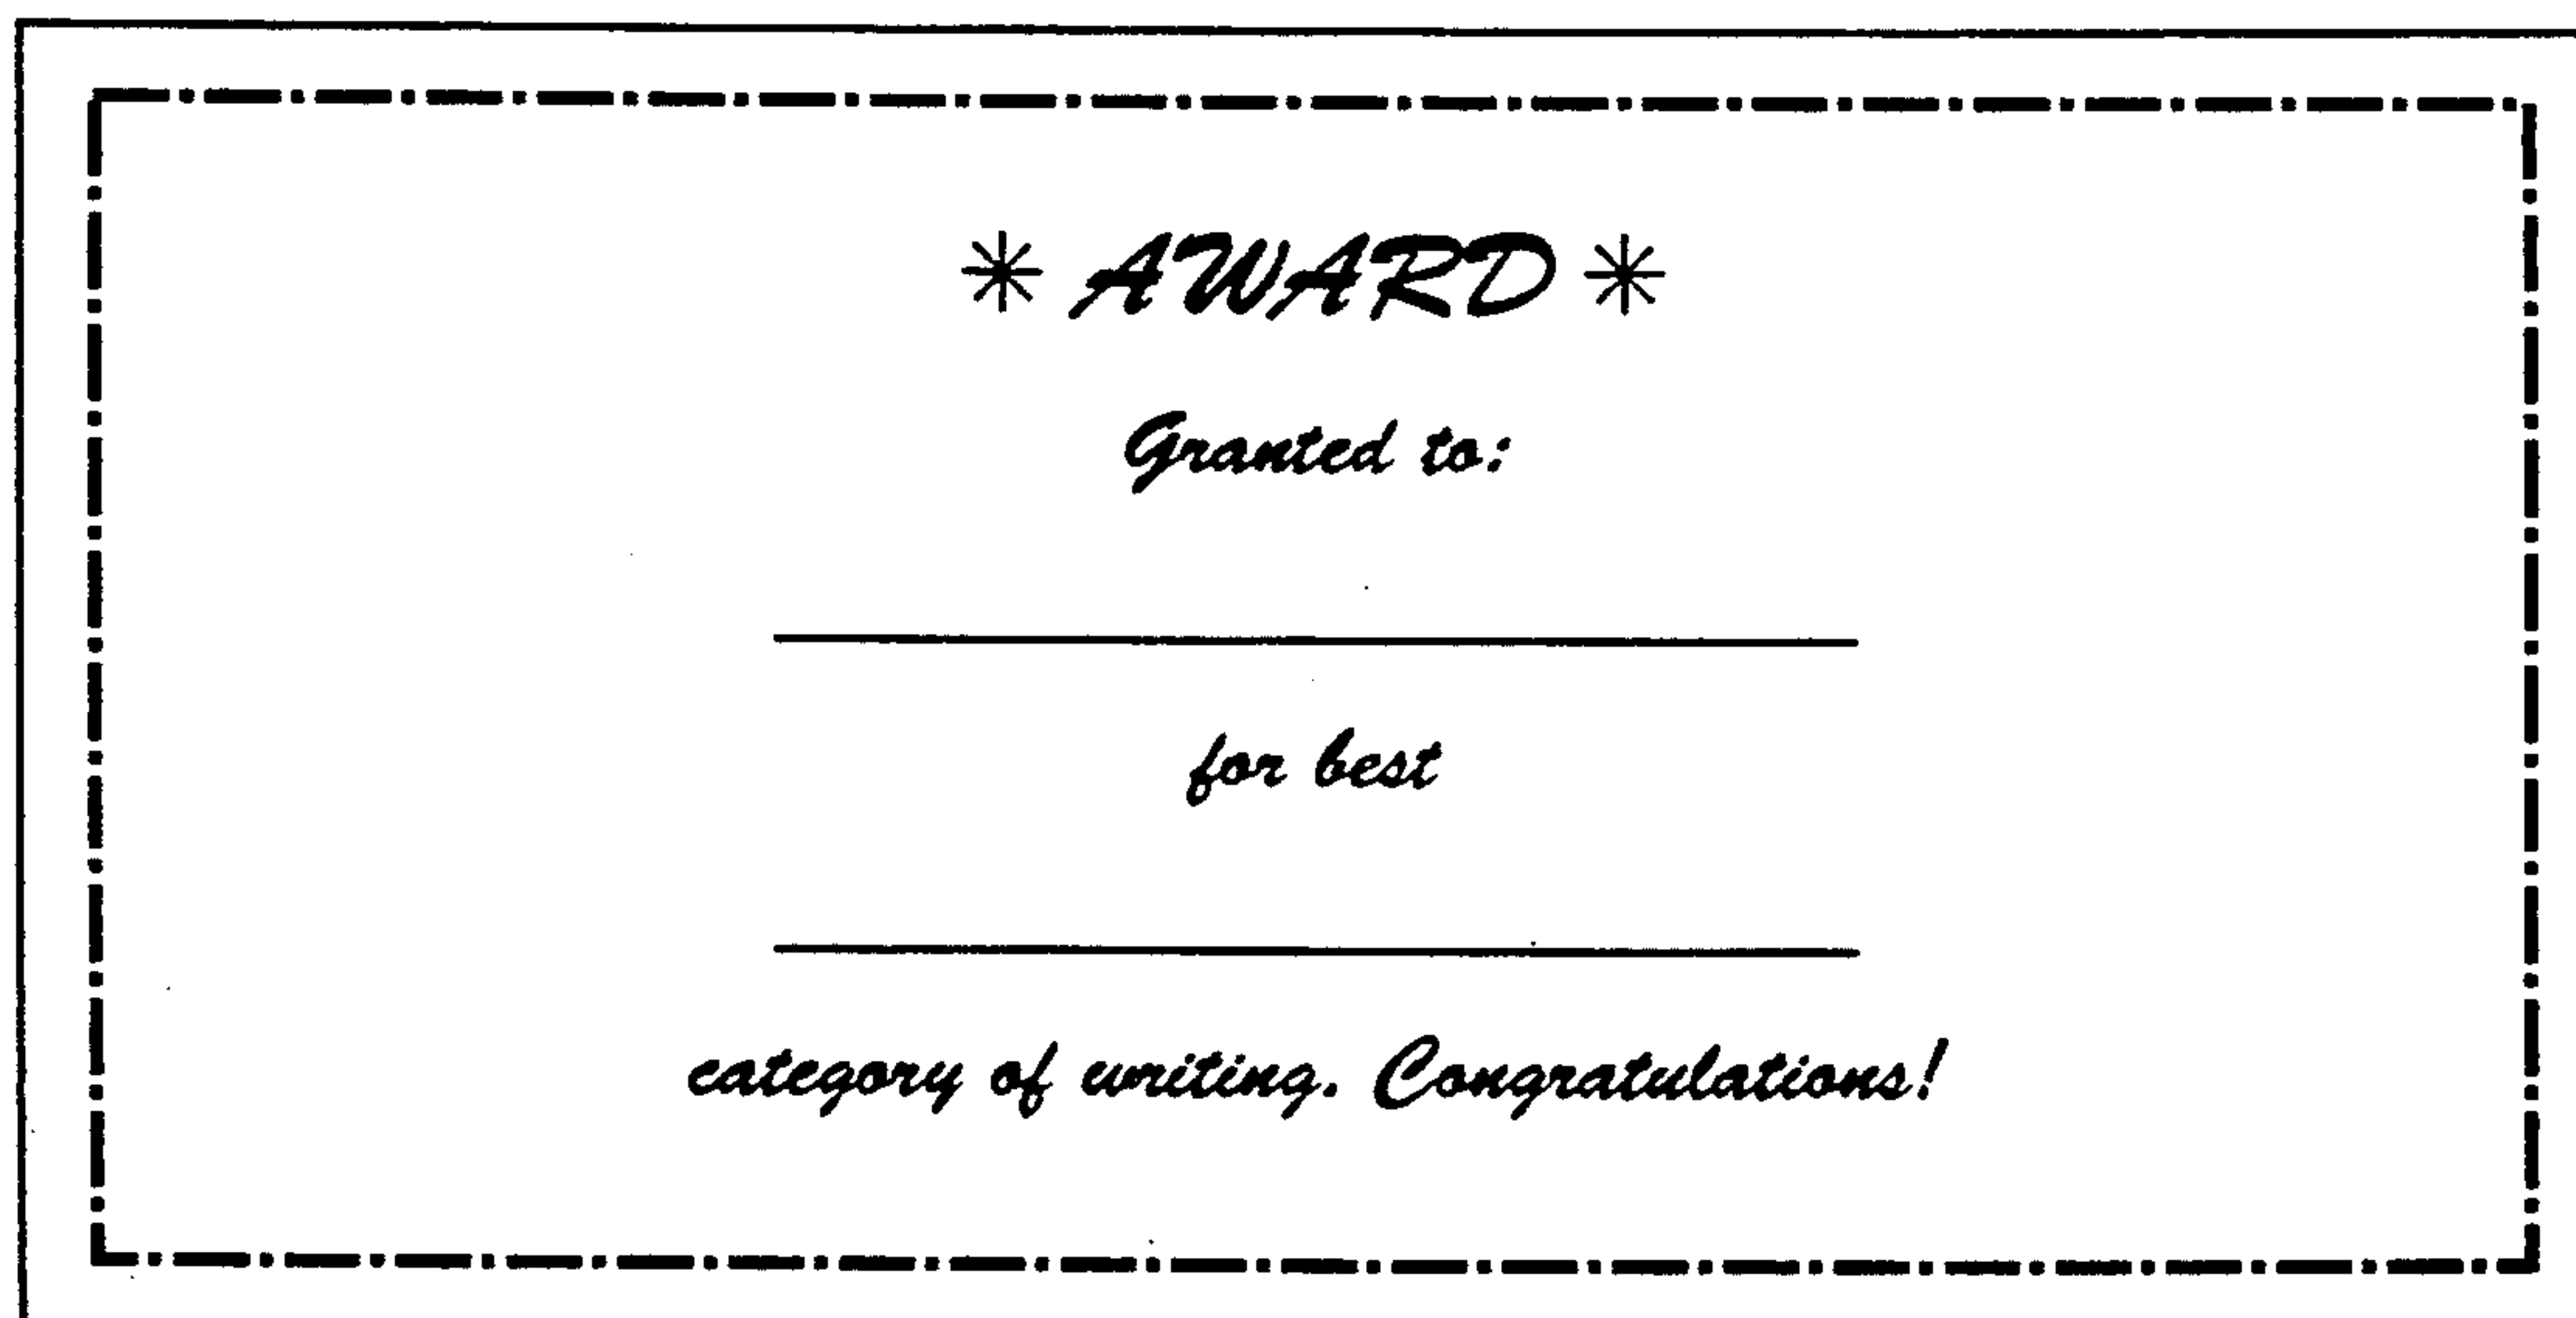 ✳ AWARD ✳
Granted to:
for best
category of writing. Congratulations!